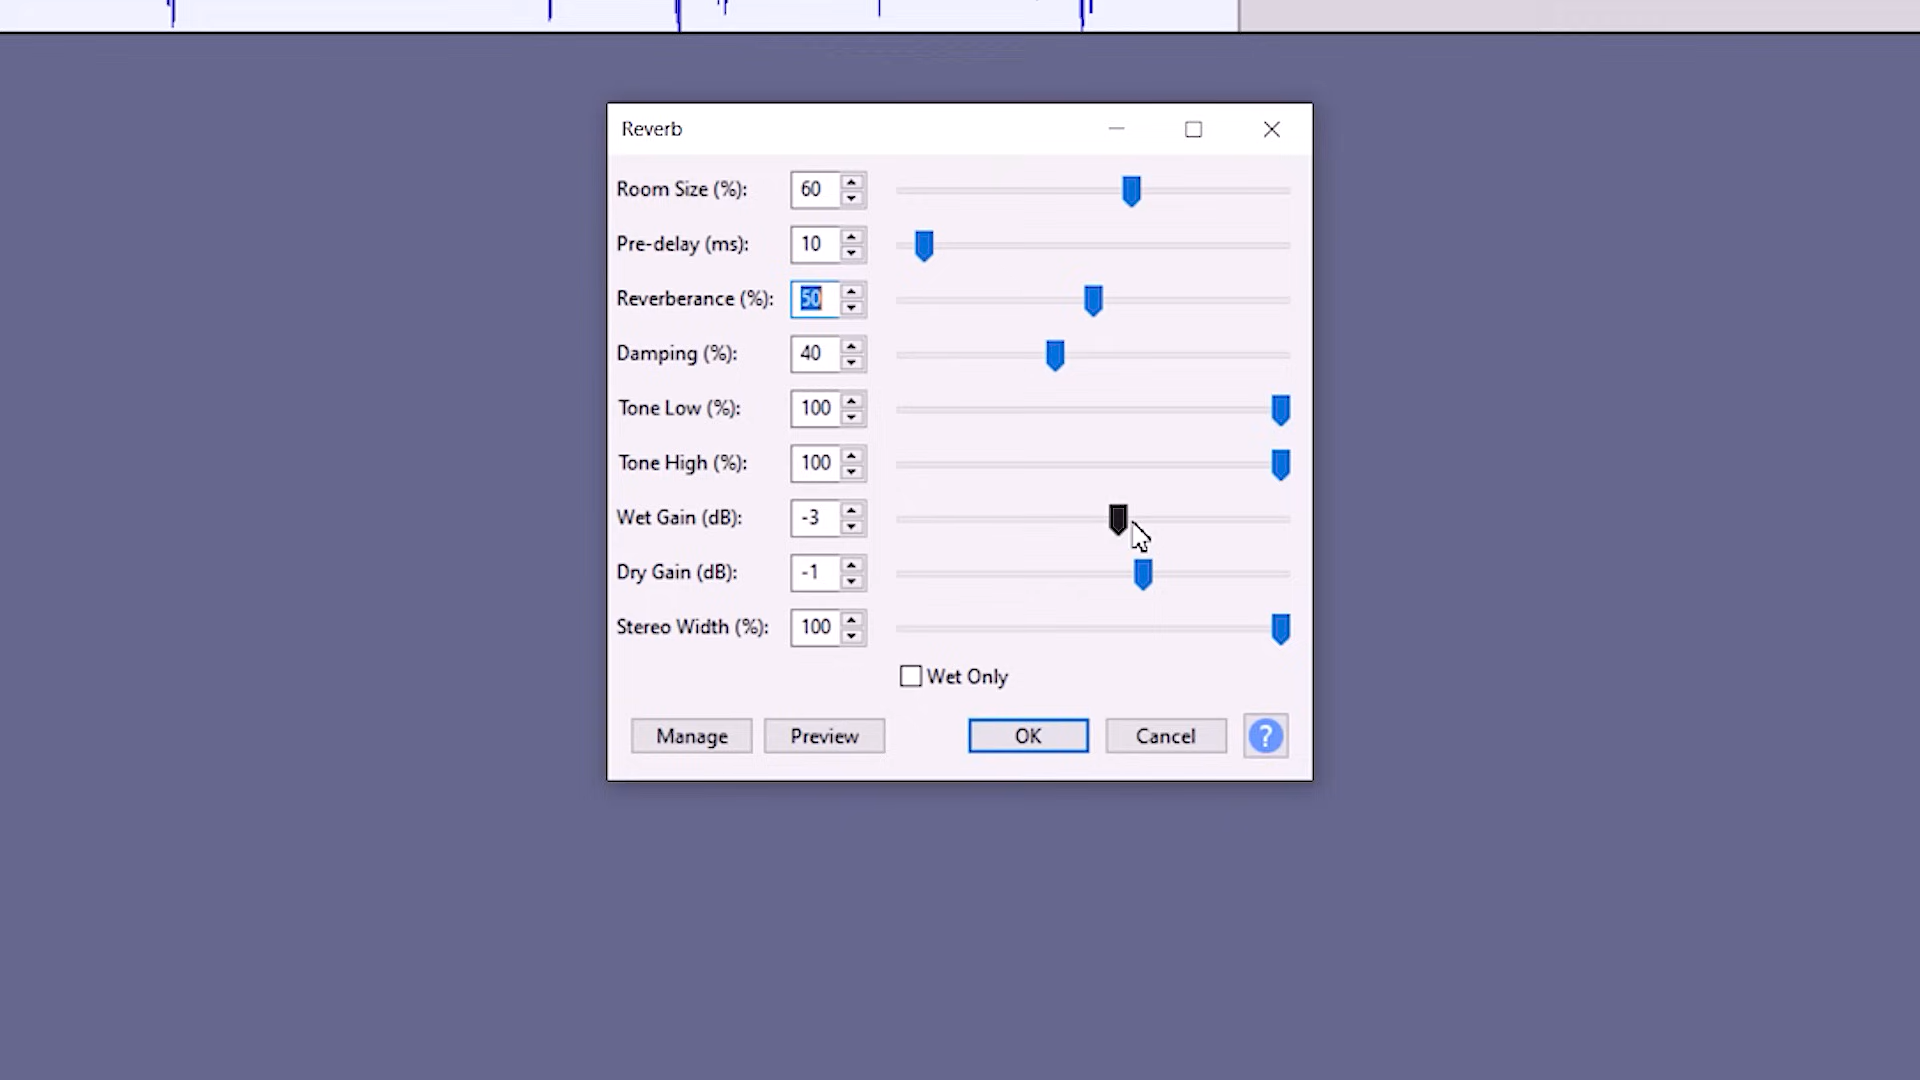 Reverb
Room Size (%): 60
Pre-delay (ms): 10
Reverberance (%): 50
Damping (%): 40
Tone Low (%): 100
Tone High (%): 100
Wet Gain (dB): -3
Dry Gain (dB): -1
Stereo Width (%): 100
Wet Only
Manage Preview OK Cancel ?